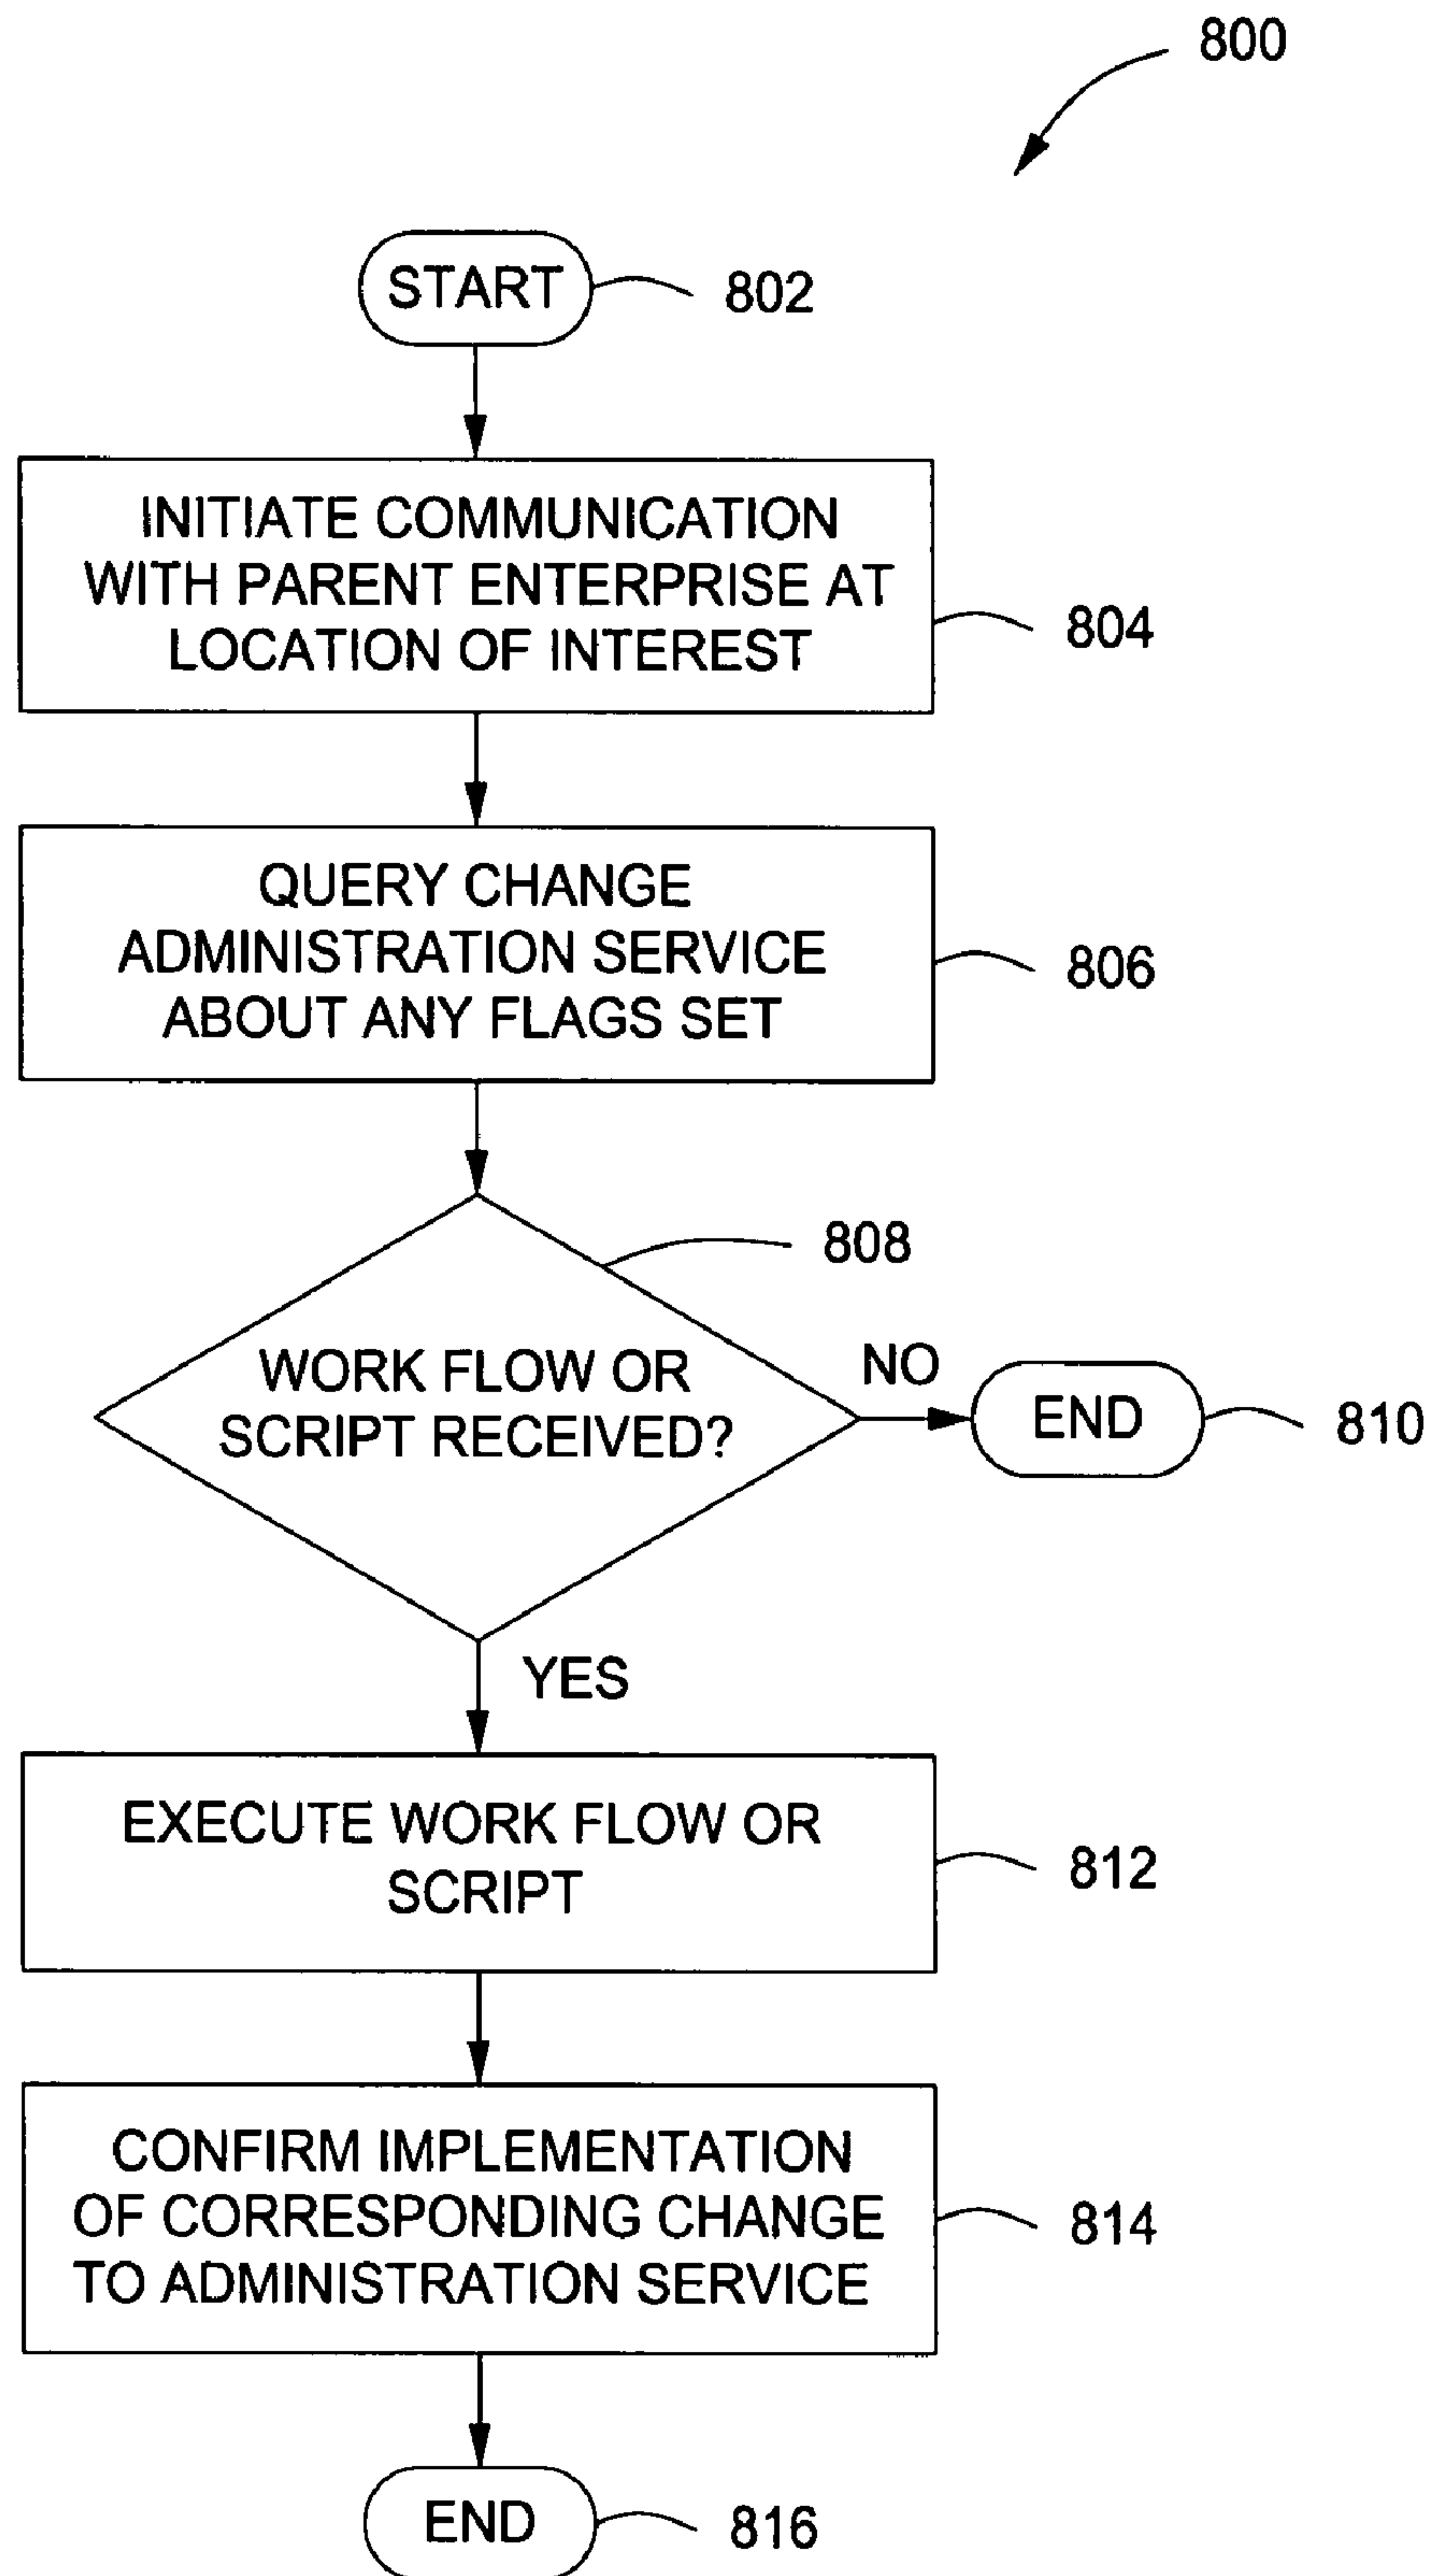 800
START
802
INITIATE COMMUNICATION
WITH PARENT ENTERPRISE AT
LOCATION OF INTEREST
804
QUERY CHANGE
ADMINISTRATION SERVICE
ABOUT ANY FLAGS SET
806
808
WORK FLOW OR
SCRIPT RECEIVED?
NO
END
810
YES
EXECUTE WORK FLOW OR
SCRIPT
812
CONFIRM IMPLEMENTATION
OF CORRESPONDING CHANGE
TO ADMINISTRATION SERVICE
814
END
816